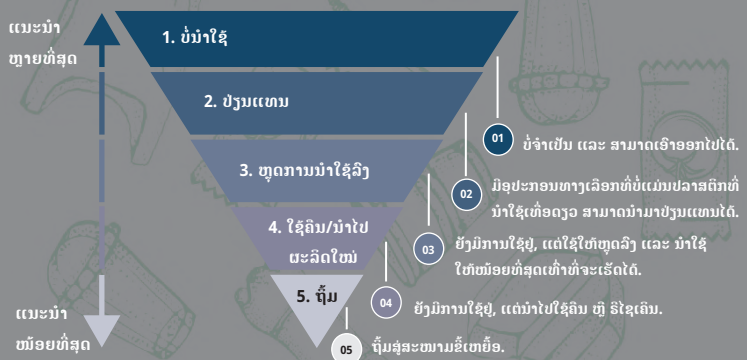 ແນະນຳ
ຫຼາຍທີ່ສຸດ
1. ບໍ່ນຳໃຊ້
2. ປ່ຽນແທນ
3. ຫຼຸດການນຳໃຊ້ລົງ
4. ໃຊ້ຄືນ/ນຳໄປ
ຜະລິດໃໝ່
5. ຖິ້ມ
ແນະນຳ
ໜ້ອຍທີ່ສຸດ
01 ບໍ່ຈຳເປັນ ແລະ ສາມາດເອົາອອກໄປໄດ້.
02 ມີອຸປະກອນທາງເລືອກທີ່ບໍ່ແມ່ນປລາສຕິກທີ່
ນຳໃຊ້ເທື່ອດຽວ ສາມາດນຳມາປ່ຽນແທນໄດ້.
03 ຍັງມີການໃຊ້ຢູ່, ແຕ່ໃຊ້ໃຫ້ຫຼຸດລົງ ແລະ ນຳໃຊ້
ໃຫ້ໜ້ອຍທີ່ສຸດເທົ່າທີ່ຈະເຮັດໄດ້.
04 ຍັງມີການໃຊ້ຢູ່, ແຕ່ນຳໄປໃຊ້ຄືນ ຫຼື ຣີໄຊເຄິນ.
05 ຖິ້ມສູ່ສະໜາມຂີ້ເຫຍື້ອ.